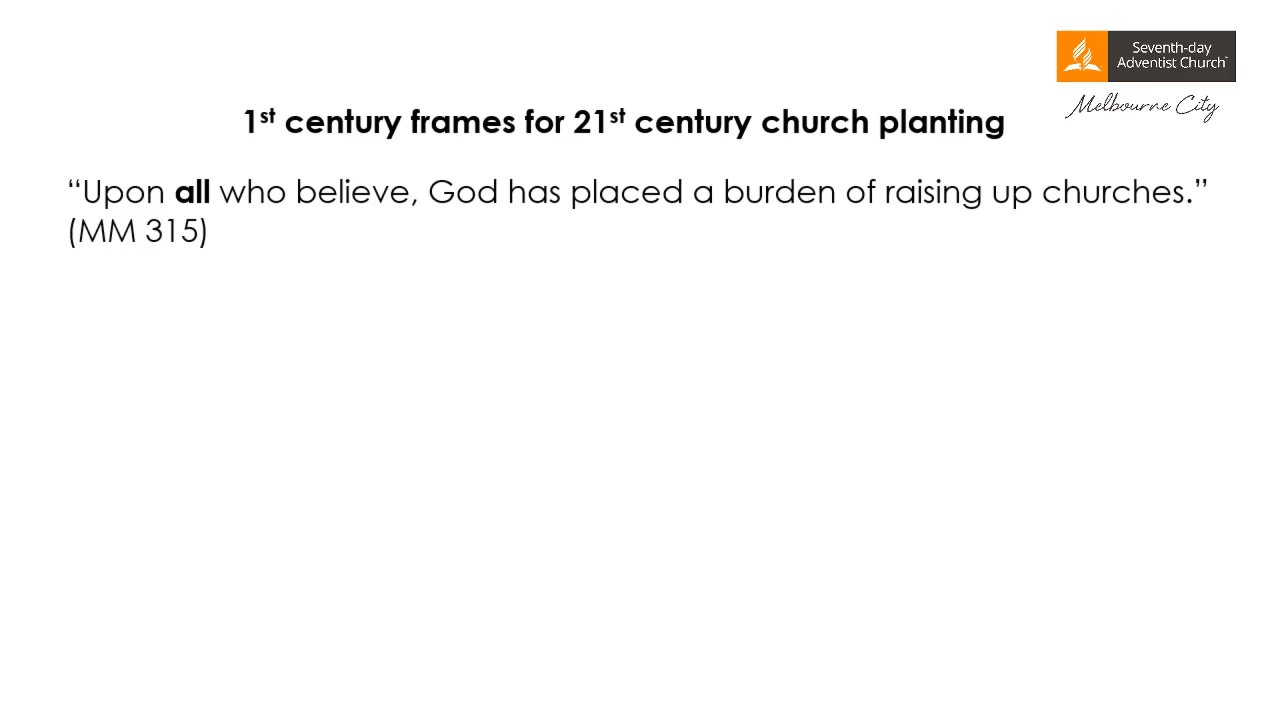 Seventh-day
Adventist Church
Melbourne City
1st century frames for 21st century church planting
“Upon all who believe, God has placed a burden of raising up churches.”
(MM 315)